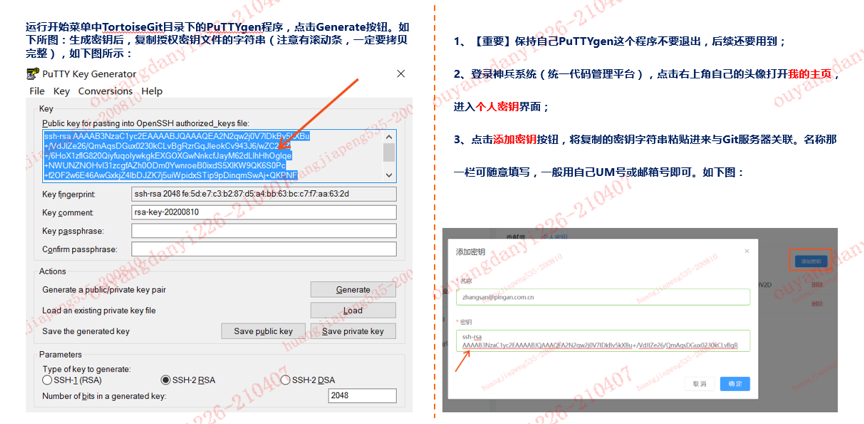 运行开始菜单中TortoiseGit目录下的PuTTYgen程序，点击Generate按钮。如
下所图：生成密钥后，复制授权密钥文件的字符串（注意有滚动条，一定要拷贝
完整），如下图所示：
PuTTY Key Generator
File Key Conversions Help
Key
Public key for pasting into OpenSSH authorized_keys file:
Key fingerprint: ssh-rsa 2048 fe:5d:e7:c3:b2:87:d5:a4:bb:63:bc:c7:f7:aa:63:2d
Key comment: rsa-key-20200810
Key passphrase:
Confirm passphrase:
Actions
Generate a public/private key pair Generate
Load an existing private key file Load
Save the generated key Save public key Save private key
Parameters
Type of key to generate:
SSH-1 (RSA) SSH-2 RSA SSH-2 DSA
Number of bits in a generated key: 2048
1、【重要】保持自己PuTTYgen这个程序不要退出，后续还要用到；
2、登录神兵系统（统一代码管理平台），点击右上角自己的头像打开我的主页，
进入个人密钥界面；
3、点击添加密钥按钮，将复制的密钥字符串粘贴进来与Git服务器关联。名称那
一栏可随意填写，一般用自己UM号或邮箱号即可。如下图：
添加密钥
添加密钥
名称
zhangsan@pingan.com.cn
密钥
ssh-rsa
取消 确定
ouyangdanyi226-210407
huangjiapeng535-200810